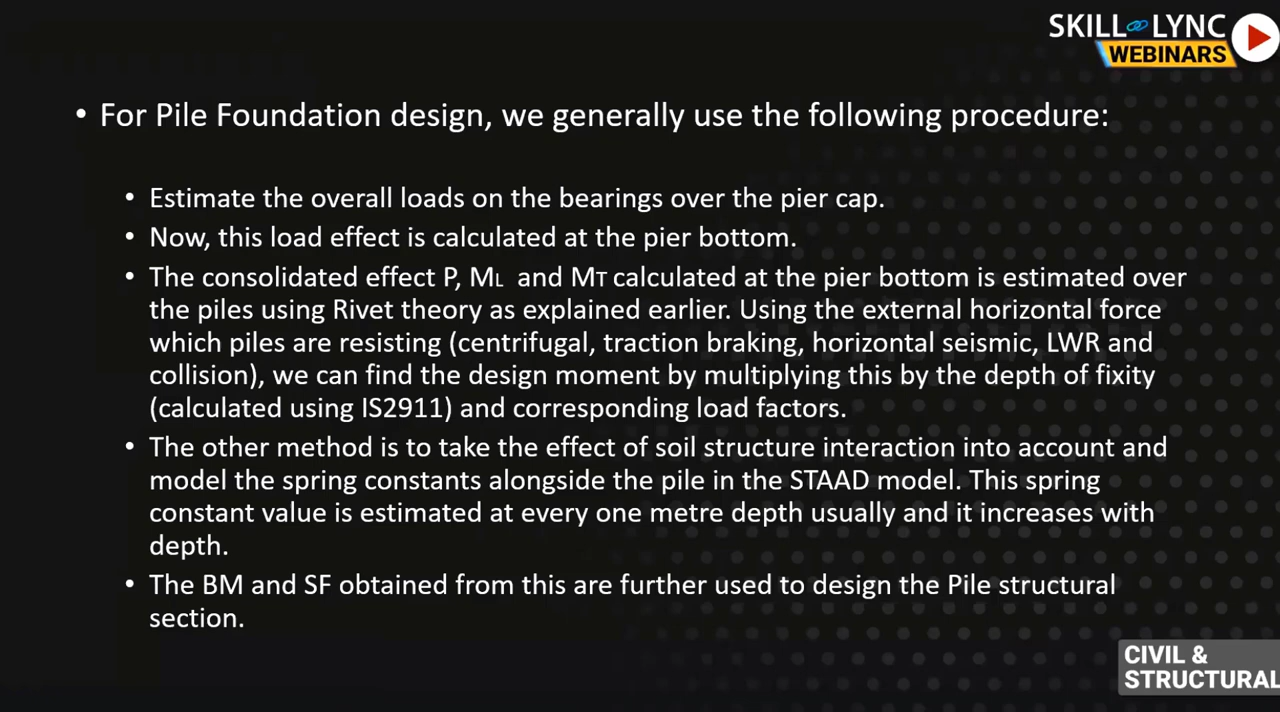 SKILL LYNC
WEBINARS
• For Pile Foundation design, we generally use the following procedure:
• Estimate the overall loads on the bearings over the pier cap.
• Now, this load effect is calculated at the pier bottom.
• The consolidated effect P, ML and MT calculated at the pier bottom is estimated over
the piles using Rivet theory as explained earlier. Using the external horizontal force
which piles are resisting (centrifugal, traction braking, horizontal seismic, LWR and
collision), we can find the design moment by multiplying this by the depth of fixity
(calculated using IS2911) and corresponding load factors.
• The other method is to take the effect of soil structure interaction into account and
model the spring constants alongside the pile in the STAAD model. This spring
constant value is estimated at every one metre depth usually and it increases with
depth.
• The BM and SF obtained from this are further used to design the Pile structural
section.
CIVIL &
STRUCTURAL